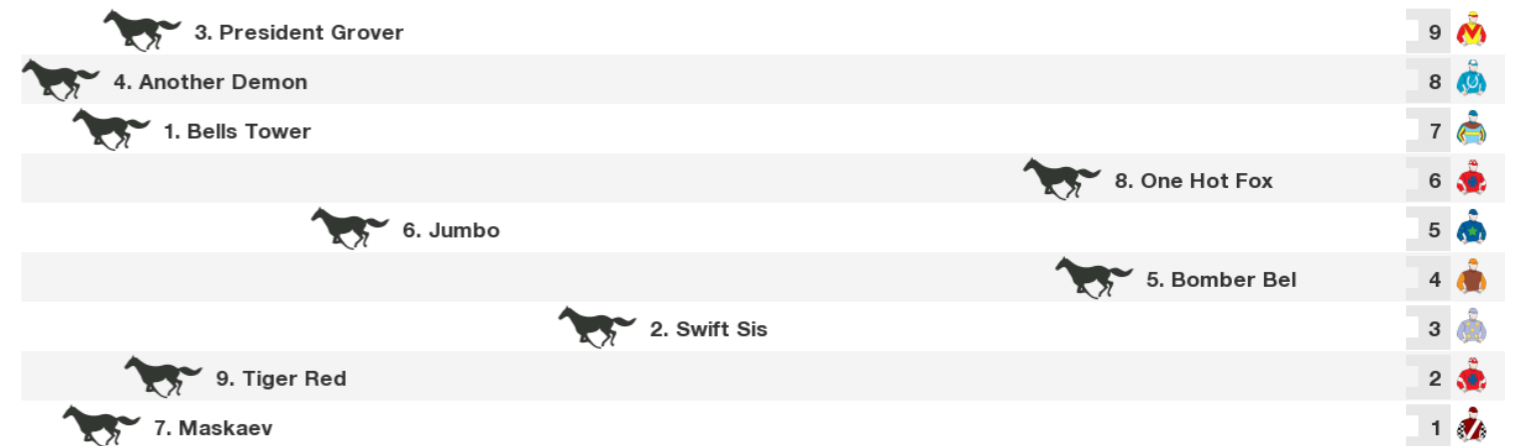 3. President Grover 9
4. Another Demon 8
1. Bells Tower 7
8. One Hot Fox 6
6. Jumbo 5
5. Bomber Bel 4
2. Swift Sis 3
9. Tiger Red 2
7. Maskaev 1